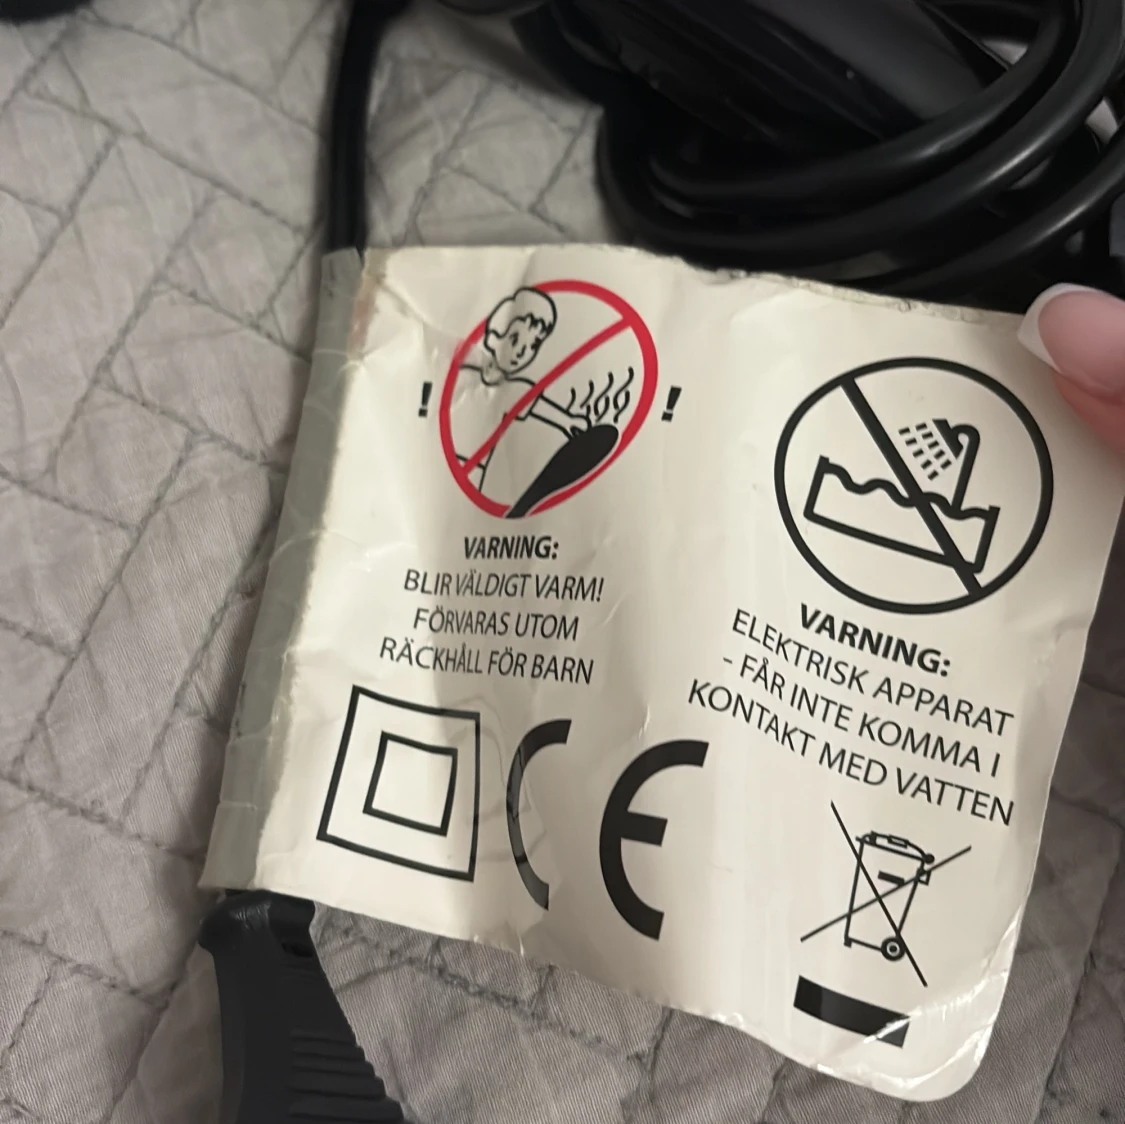 ! !
VARNING:
BLIR VÄLDIGT VARM!
FÖRVARAS UTOM
RÄCKHÅLL FÖR BARN
VARNING:
ELEKTRISK APPARAT
- FÅR INTE KOMMA I
KONTAKT MED VATTEN
CE